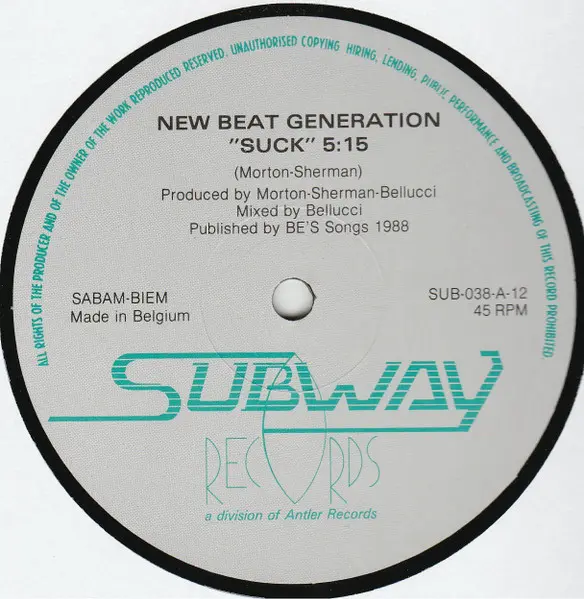 ALL RIGHTS OF THE PRODUCER AND OF THE OWNER OF THE WORK REPRODUCED RESERVED, UNAUTHORISED COPYING HIRING, LENDING, PUBLIC PERFORMANCE AND BROADCASTING OF THIS RECORD PROHIBITED
NEW BEAT GENERATION
"SUCK" 5:15
(Morton-Sherman)
Produced by Morton-Sherman-Bellucci
Mixed by Bellucci
Published by BE'S Songs 1988
SABAM-BIEM
Made in Belgium
SUB-038-A-12
45 RPM
SUBWAY
RECORDS
a division of Antler Records